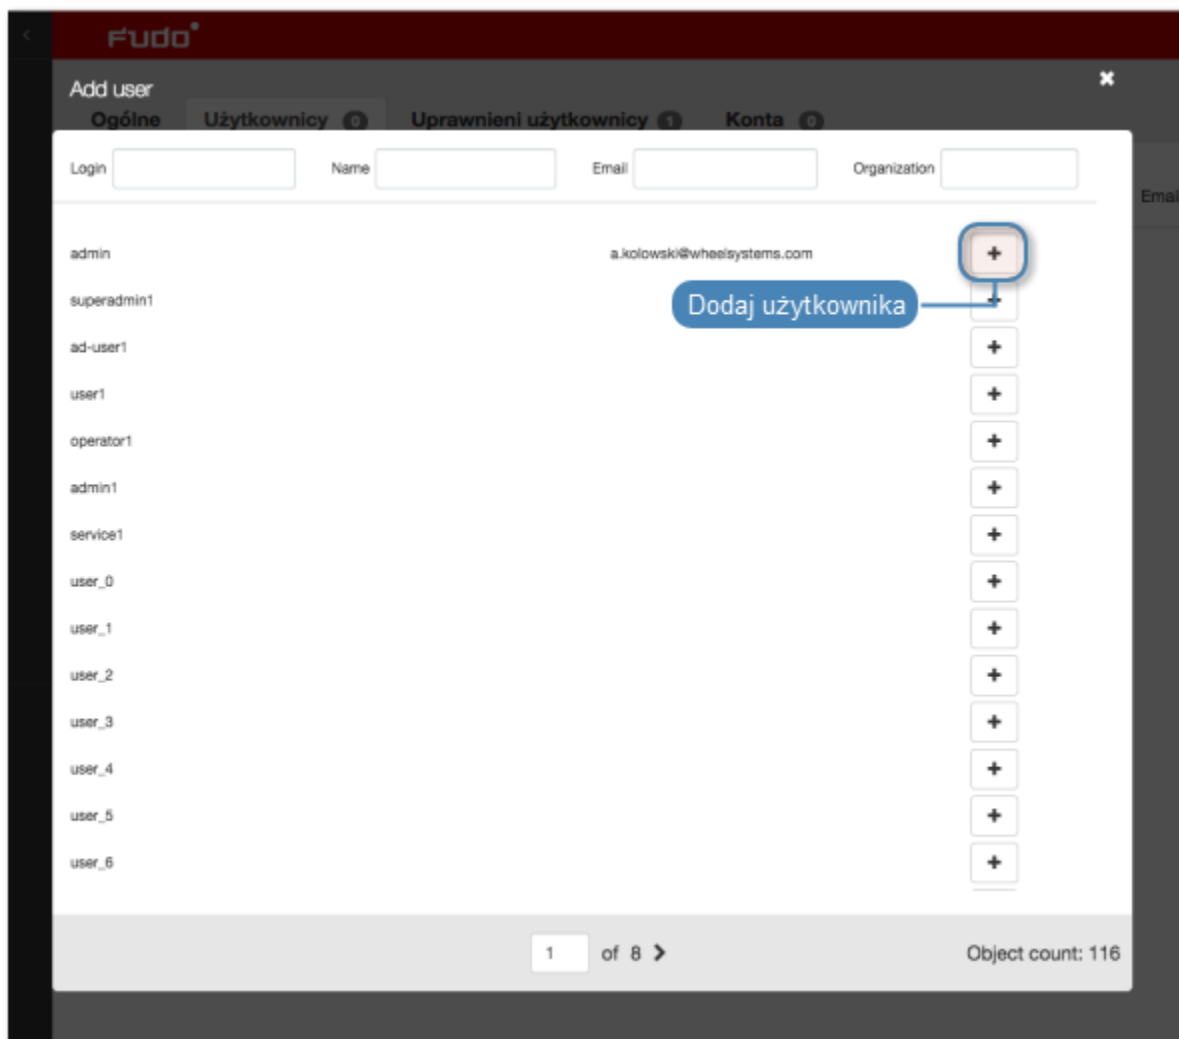 Fudo
Add user
Ogólne Użytkownicy 0 Uprawnieni użytkownicy 1 Konta 0
Login Name Email Organization
Email
admin a.kolowski@wheelsystems.com +
superadmin1 +
Dodaj użytkownika
ad-user1 +
user1 +
operator1 +
admin1 +
service1 +
user_0 +
user_1 +
user_2 +
user_3 +
user_4 +
user_5 +
user_6 +
1 of 8 Object count: 116